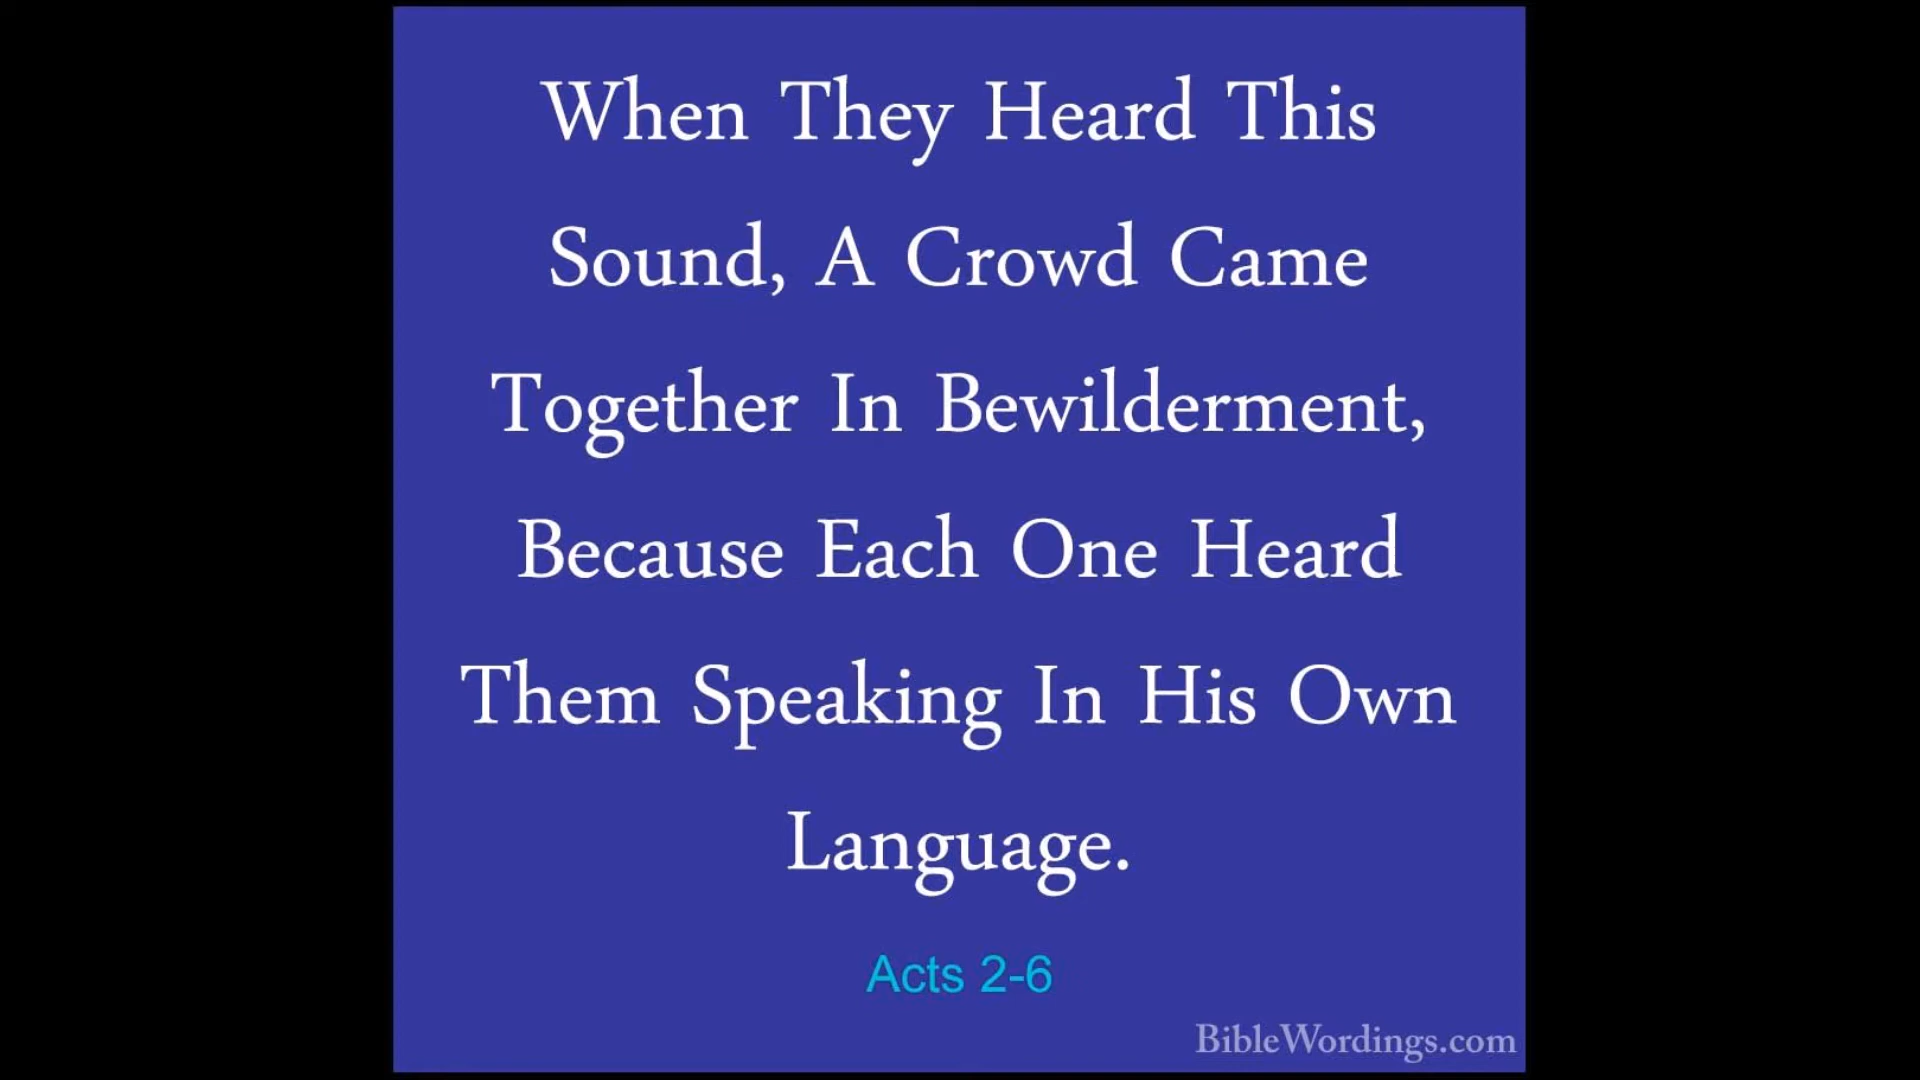 When They Heard This
Sound, A Crowd Came
Together In Bewilderment,
Because Each One Heard
Them Speaking In His Own
Language.
Acts 2-6
BibleWordings.com